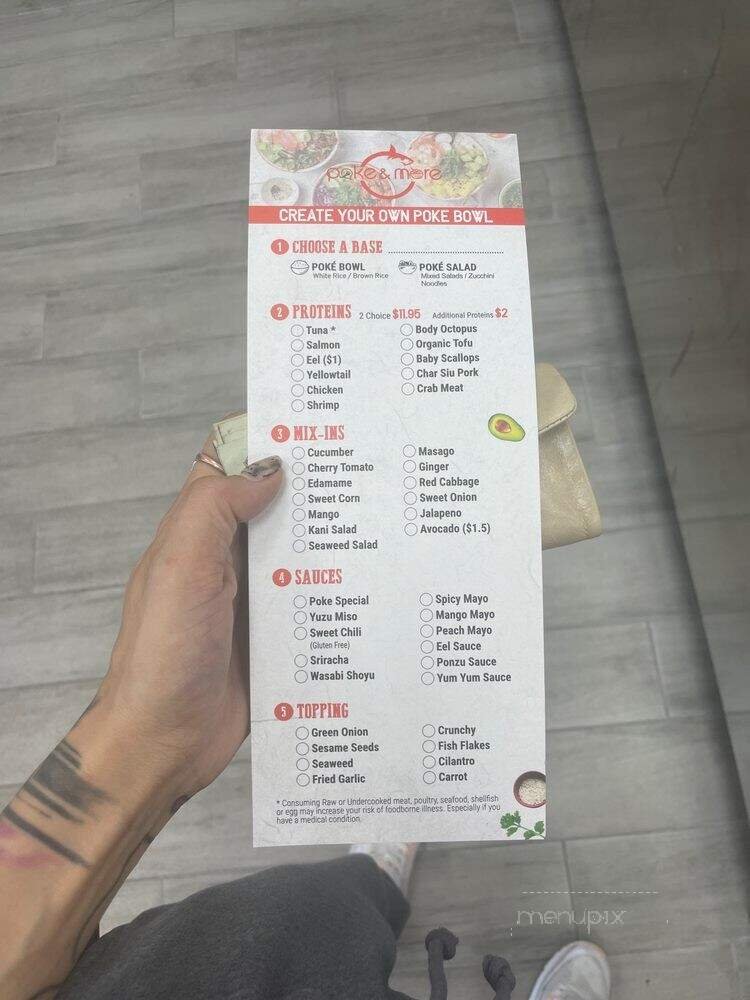 poke & more
CREATE YOUR OWN POKE BOWL
1 CHOOSE A BASE
POKÉ BOWL
White Rice / Brown Rice
POKÉ SALAD
Mixed Salads / Zucchini
Noodles
2 PROTEINS 2 Choice $11.95 Additional Proteins $2
Tuna *
Salmon
Eel ($1)
Yellowtail
Chicken
Shrimp
Body Octopus
Organic Tofu
Baby Scallops
Char Siu Pork
Crab Meat
3 MIX-INS
Cucumber
Cherry Tomato
Edamame
Sweet Corn
Mango
Kani Salad
Seaweed Salad
Masago
Ginger
Red Cabbage
Sweet Onion
Jalapeno
Avocado ($1.5)
4 SAUCES
Poke Special
Yuzu Miso
Sweet Chili
(Gluten Free)
Sriracha
Wasabi Shoyu
Spicy Mayo
Mango Mayo
Peach Mayo
Eel Sauce
Ponzu Sauce
Yum Yum Sauce
5 TOPPING
Green Onion
Sesame Seeds
Seaweed
Fried Garlic
Crunchy
Fish Flakes
Cilantro
Carrot
* Consuming Raw or Undercooked meat, poultry, seafood, shellfish
or egg may increase your risk of foodborne illness. Especially if you
have a medical condition.
menupix